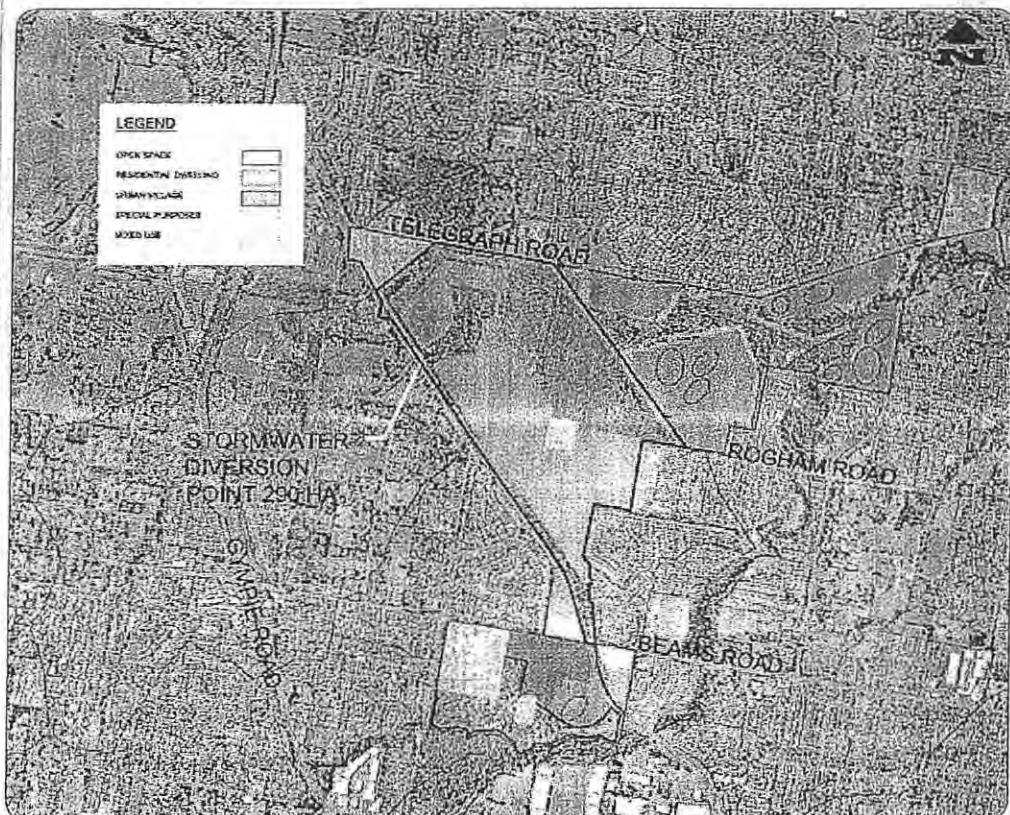 N
LEGEND
OPEN SPACE
RESIDENTIAL DWELLING
URBAN VILLAGE
SPECIAL PURPOSES
MIXED USE
TELEGRAPH ROAD
STORMWATER
DIVERSION
POINT 290 HA
ROGHAM ROAD
GYMPIE ROAD
BEAMS ROAD